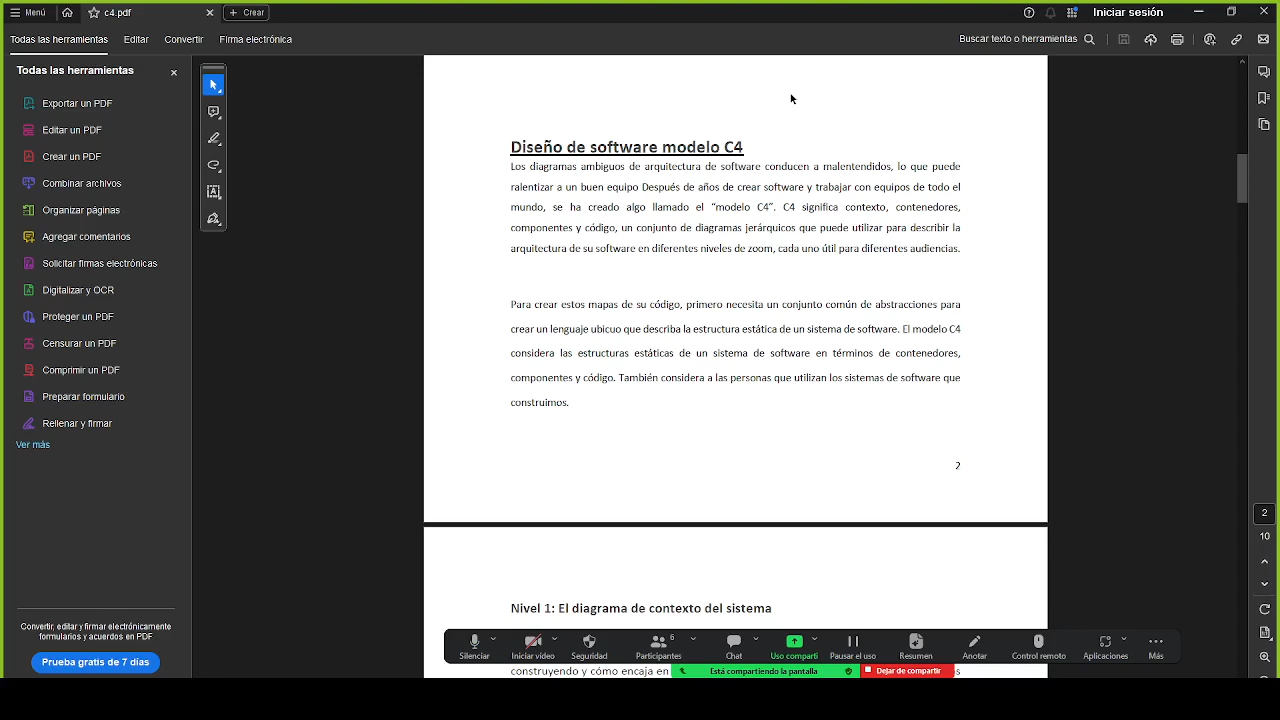 Menú
c4.pdf
Crear
Iniciar sesión
Todas las herramientas
Editar
Convertir
Firma electrónica
Buscar texto o herramientas
Todas las herramientas
Exportar un PDF
Editar un PDF
Crear un PDF
Combinar archivos
Organizar páginas
Agregar comentarios
Solicitar firmas electrónicas
Digitalizar y OCR
Proteger un PDF
Censurar un PDF
Comprimir un PDF
Preparar formulario
Rellenar y firmar
Ver más
Convertir, editar y firmar electrónicamente
formularios y acuerdos en PDF
Prueba gratis de 7 días
Diseño de software modelo C4
Los diagramas ambiguos de arquitectura de software conducen a malentendidos, lo que puede
ralentizar a un buen equipo Después de años de crear software y trabajar con equipos de todo el
mundo, se ha creado algo llamado el “modelo C4”. C4 significa contexto, contenedores,
componentes y código, un conjunto de diagramas jerárquicos que puede utilizar para describir la
arquitectura de su software en diferentes niveles de zoom, cada uno útil para diferentes audiencias.
Para crear estos mapas de su código, primero necesita un conjunto común de abstracciones para
crear un lenguaje ubicuo que describa la estructura estática de un sistema de software. El modelo C4
considera las estructuras estáticas de un sistema de software en términos de contenedores,
componentes y código. También considera a las personas que utilizan los sistemas de software que
construimos.
2
Nivel 1: El diagrama de contexto del sistema
construyendo y cómo encaja en
s
2
10
Silenciar
Iniciar vídeo
Seguridad
6
Participantes
Chat
Uso comparti
Pausar el uso
Resumen
Anotar
Control remoto
Aplicaciones
Más
Está compartiendo la pantalla
Dejar de compartir